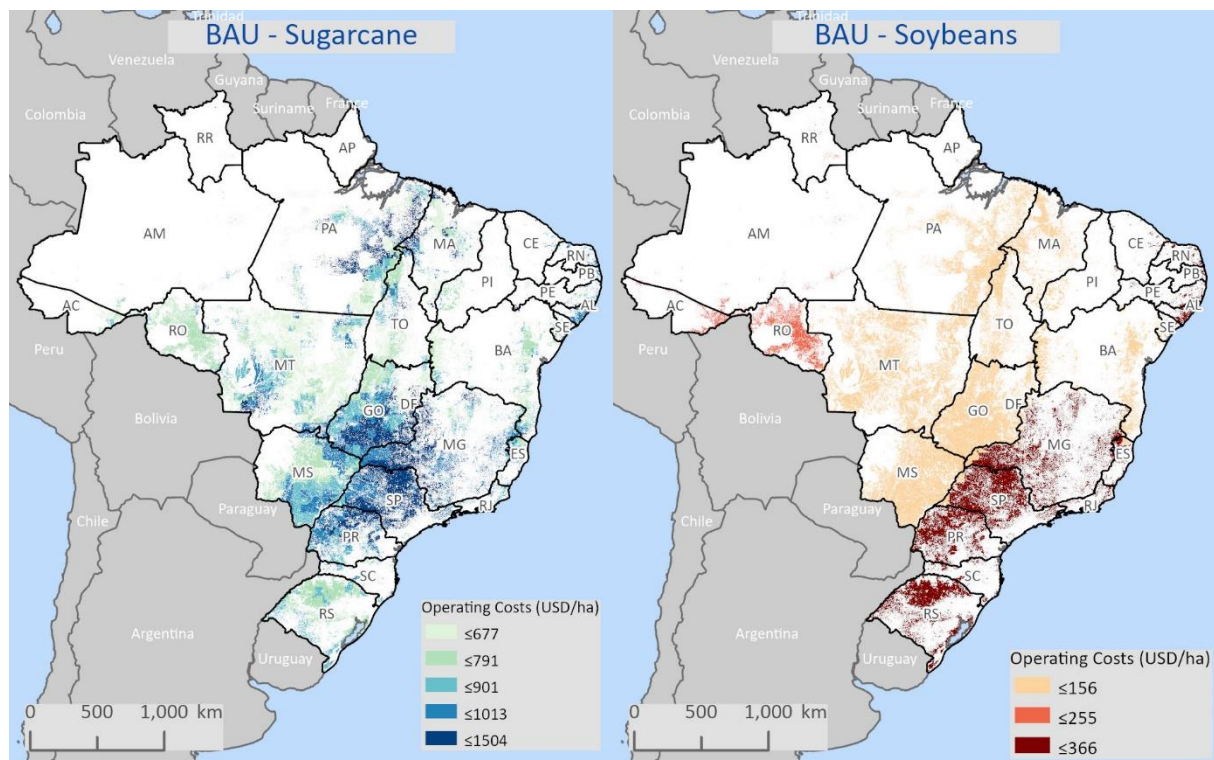 BAU - Sugarcane
Trinidad
Venezuela
Guyana
Suriname
France
Colombia
RR
AP
AM
PA
MA
CE
RN
PB
PI
PE
AL
SE
AC
RO
TO
BA
Peru
MT
Bolivia
GO
DF
MG
ES
MS
SP
RJ
Paraguay
Chile
PR
SC
RS
Argentina
Uruguay
Operating Costs (USD/ha)
≤677
≤791
≤901
≤1013
≤1504
0 500 1,000 km
BAU - Soybeans
Trinidad
Venezuela
Guyana
Suriname
France
Colombia
RR
AP
AM
PA
MA
CE
RN
PB
PI
PE
AL
SE
AC
RO
TO
BA
Peru
MT
Bolivia
GO
DF
MG
ES
MS
SP
RJ
Paraguay
Chile
PR
SC
RS
Argentina
Uruguay
Operating Costs (USD/ha)
≤156
≤255
≤366
0 500 1,000 km